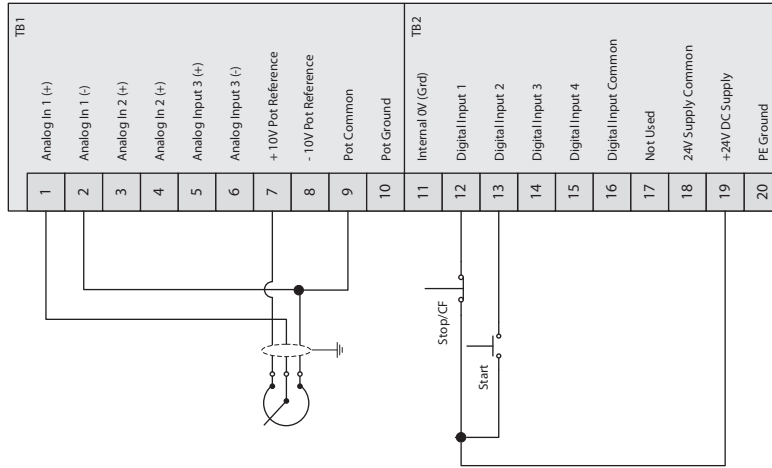 TB1
1 Analog In 1 (+)
2 Analog In 1 (-)
3 Analog In 2 (+)
4 Analog In 2 (+)
5 Analog Input 3 (+)
6 Analog Input 3 (-)
7 + 10V Pot Reference
8 - 10V Pot Reference
9 Pot Common
10 Pot Ground
TB2
11 Internal 0V (Grd)
12 Digital Input 1
13 Digital Input 2
14 Digital Input 3
15 Digital Input 4
16 Digital Input Common
17 Not Used
18 24V Supply Common
19 +24V DC Supply
20 PE Ground
Stop/CF
Start